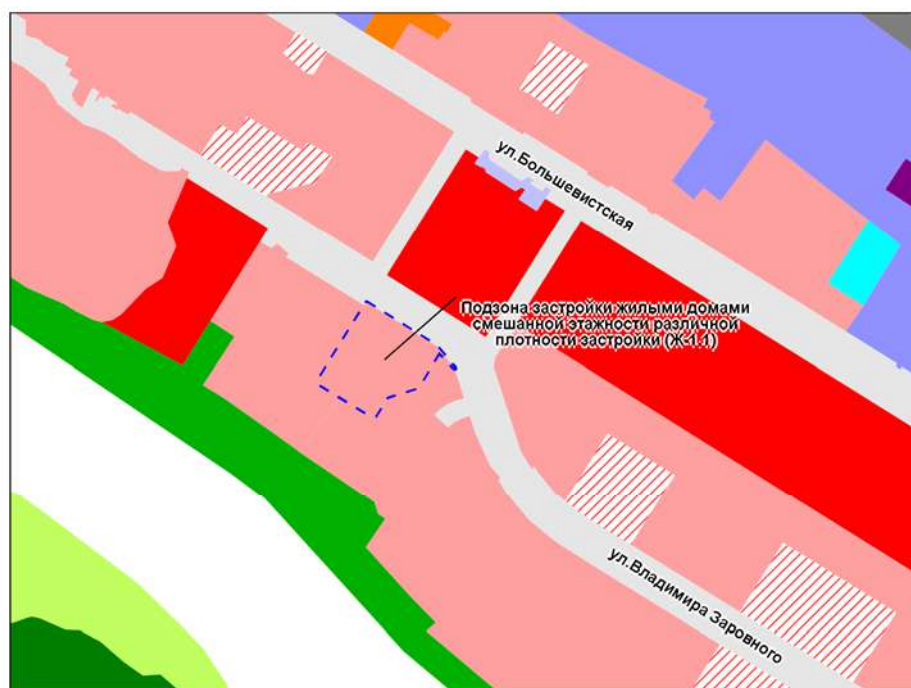 ул.Большевистская
Подзона застройки жилыми домами
смешанной этажности различной
плотности застройки (Ж-1.1)
ул.Владимира Заровного